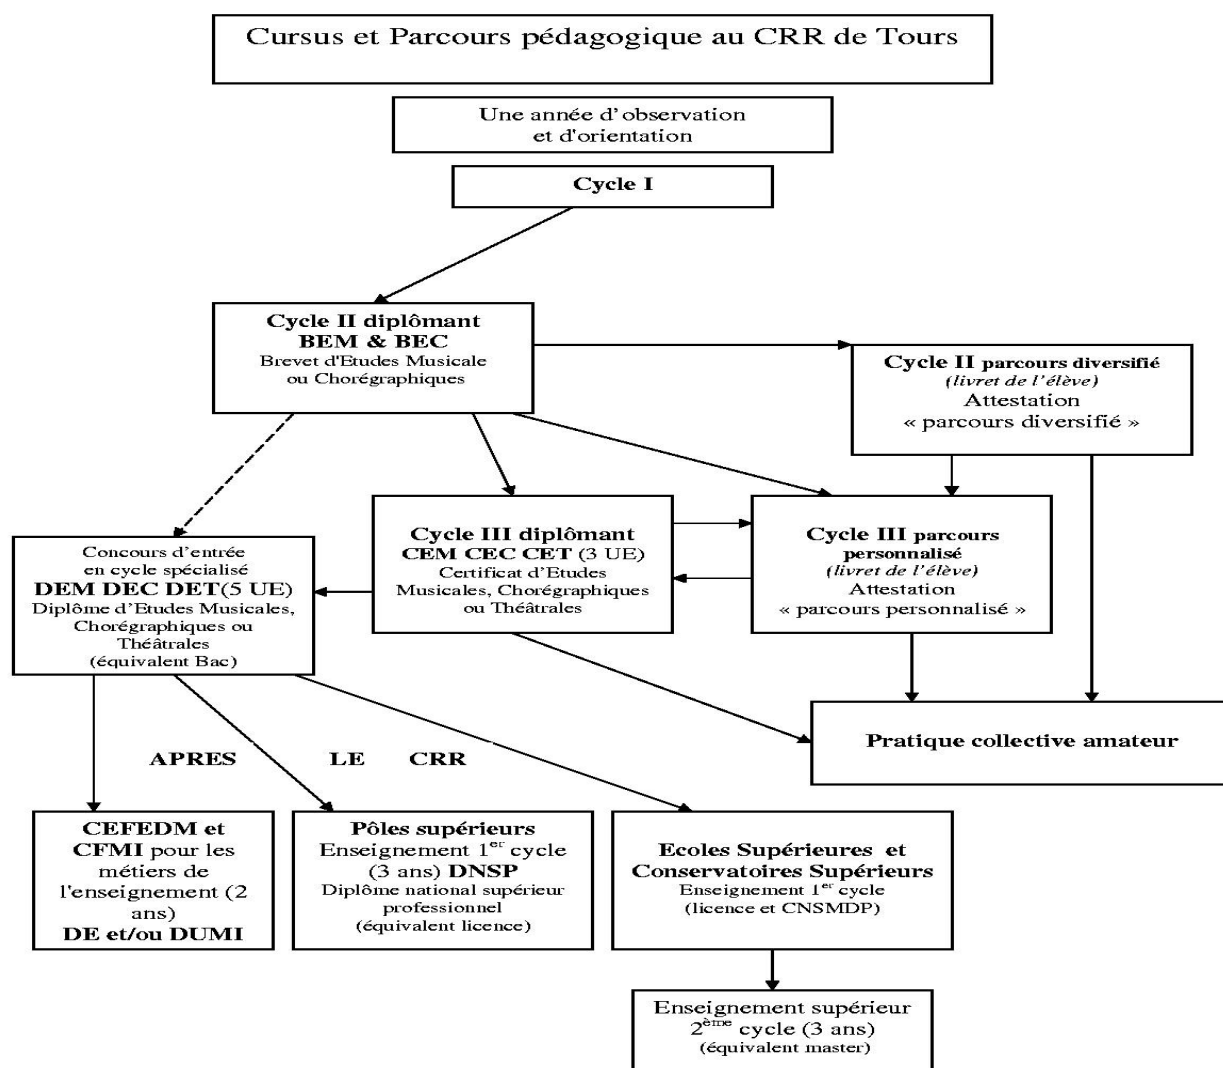 Cursus et Parcours pédagogique au CRR de Tours
Une année d'observation
et d'orientation
Cycle I
Cycle II diplômant
BEM & BEC
Brevet d'Etudes Musicale
ou Chorégraphiques
Cycle II parcours diversifié
(livret de l'élève)
Attestation
« parcours diversifié »
Concours d'entrée
en cycle spécialisé
DEM DEC DET(5 UE)
Diplôme d'Etudes Musicales,
Chorégraphiques ou
Théâtrales
(équivalent Bac)
Cycle III diplômant
CEM CEC CET (3 UE)
Certificat d'Etudes
Musicales, Chorégraphiques
ou Théâtrales
Cycle III parcours
personnalisé
(livret de l'élève)
Attestation
« parcours personnalisé »
Pratique collective amateur
APRES LE CRR
CEFEDM et
CFMI pour les
métiers de
l'enseignement (2
ans)
DE et/ou DUMI
Pôles supérieurs
Enseignement 1er cycle
(3 ans) DNSP
Diplôme national supérieur
professionnel
(équivalent licence)
Ecoles Supérieures et
Conservatoires Supérieurs
Enseignement 1er cycle
(licence et CNSMDP)
Enseignement supérieur
2ème cycle (3 ans)
(équivalent master)